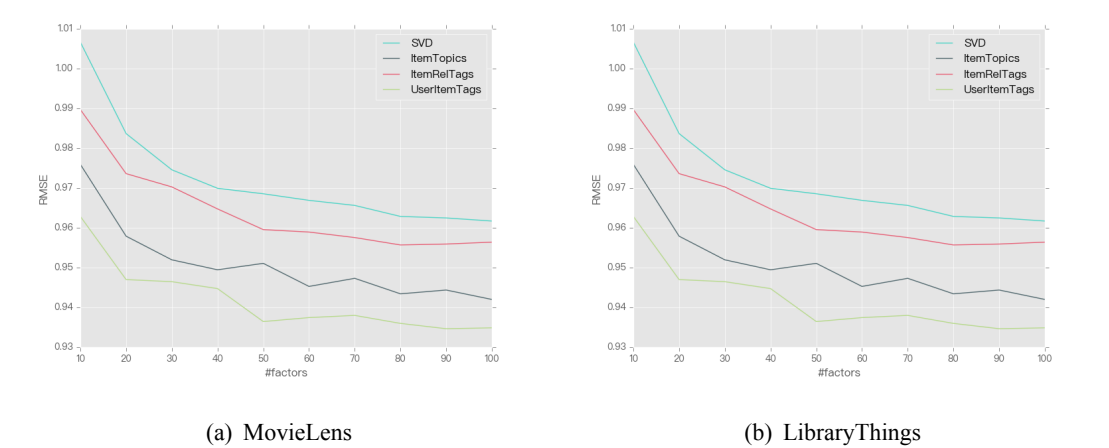 1.01
1.00
0.99
0.98
0.97
0.96
0.95
0.94
0.93
RMSE
SVD
ItemTopics
ItemRelTags
UserItemTags
10 20 30 40 50 60 70 80 90 100
#factors
(a) MovieLens
1.01
1.00
0.99
0.98
0.97
0.96
0.95
0.94
0.93
RMSE
SVD
ItemTopics
ItemRelTags
UserItemTags
10 20 30 40 50 60 70 80 90 100
#factors
(b) LibraryThings